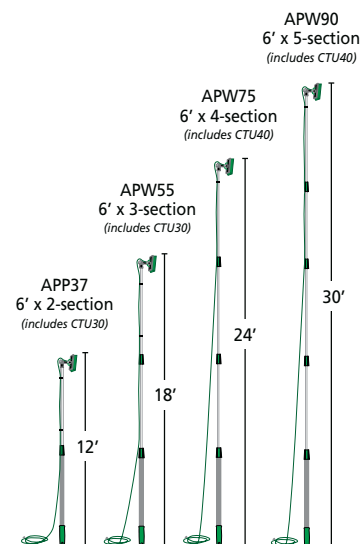 APW90
6’ x 5-section
(includes CTU40)
APW75
6’ x 4-section
(includes CTU40)
APW55
6’ x 3-section
(includes CTU30)
APP37
6’ x 2-section
(includes CTU30)
12’
18’
24’
30’